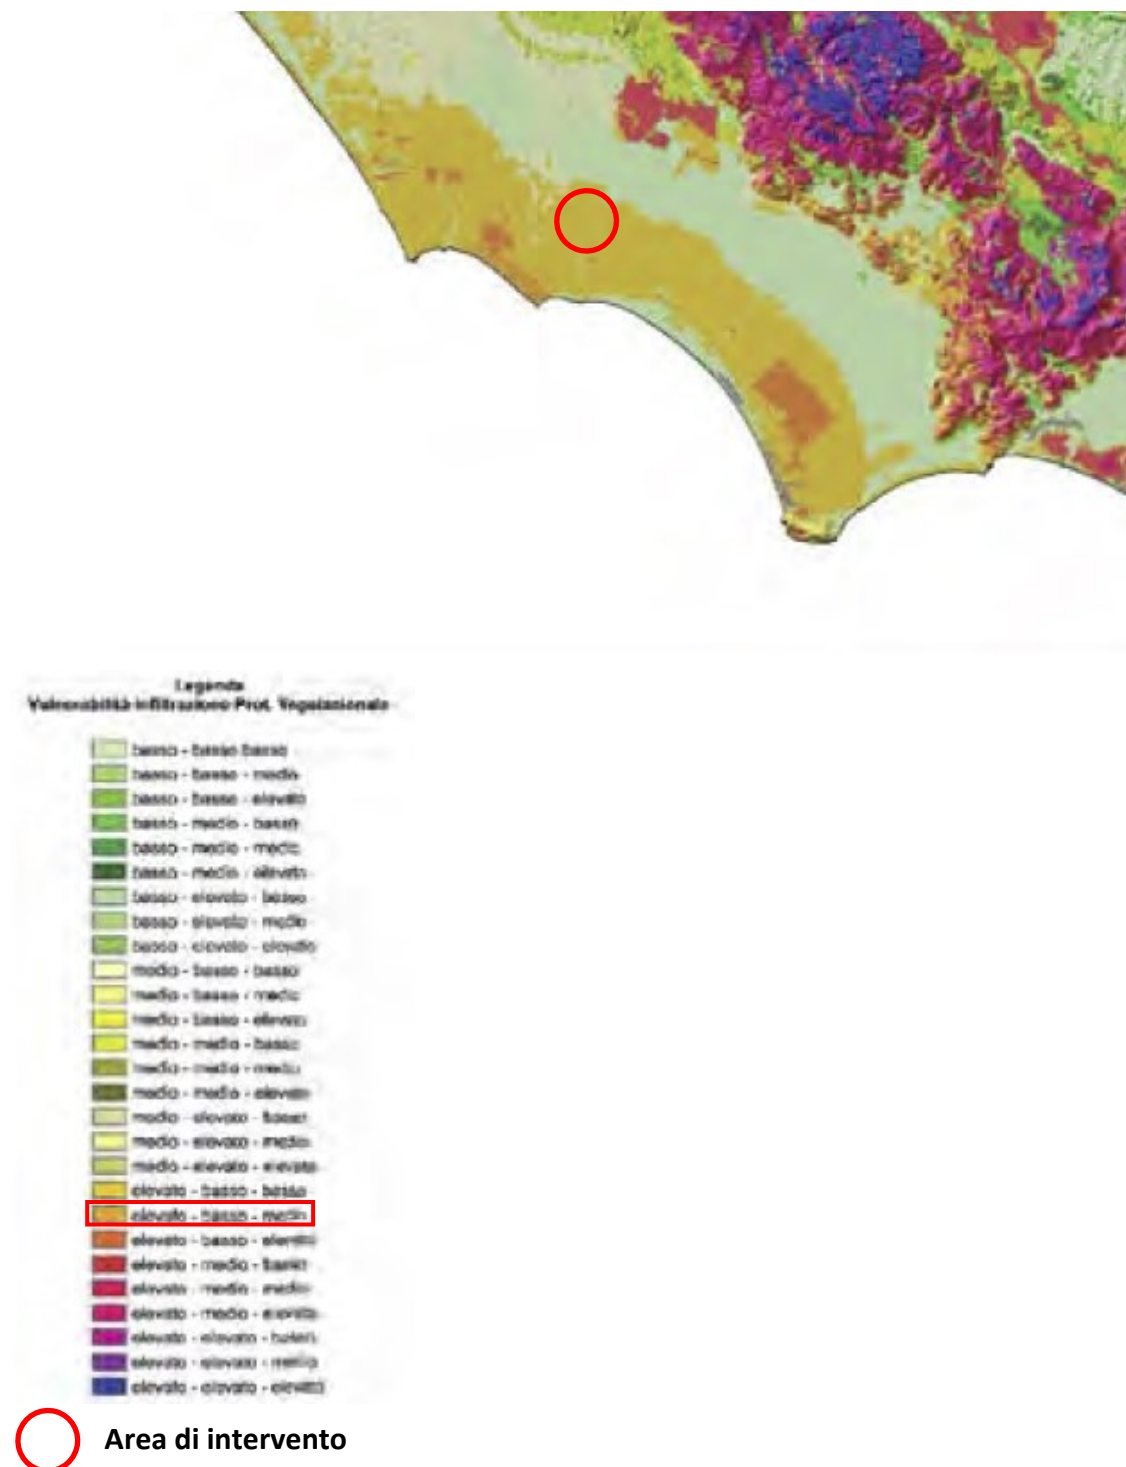 Legenda
Vulnerabilità Infiltrazione Prot. Vegetazionale
basso - basso basso
basso - basso - medio
basso - basso - elevato
basso - medio - basso
basso - medio - medio
basso - medio - elevato
basso - elevato - basso
basso - elevato - medio
basso - elevato - elevato
medio - basso - basso
medio - basso - medio
medio - basso - elevato
medio - medio - basso
medio - medio - medio
medio - medio - elevato
medio - elevato - basso
medio - elevato - medio
medio - elevato - elevato
elevato - basso - basso
elevato - basso - medio
elevato - basso - elevato
elevato - medio - basso
elevato - medio - medio
elevato - medio - elevato
elevato - elevato - basso
elevato - elevato - medio
elevato - elevato - elevato
Area di intervento